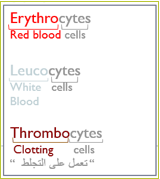 Erythrocytes
Red blood cells
Leucocytes
White cells
Blood
Thrombocytes
Clotting cells
“ تعمل على التجلط ”